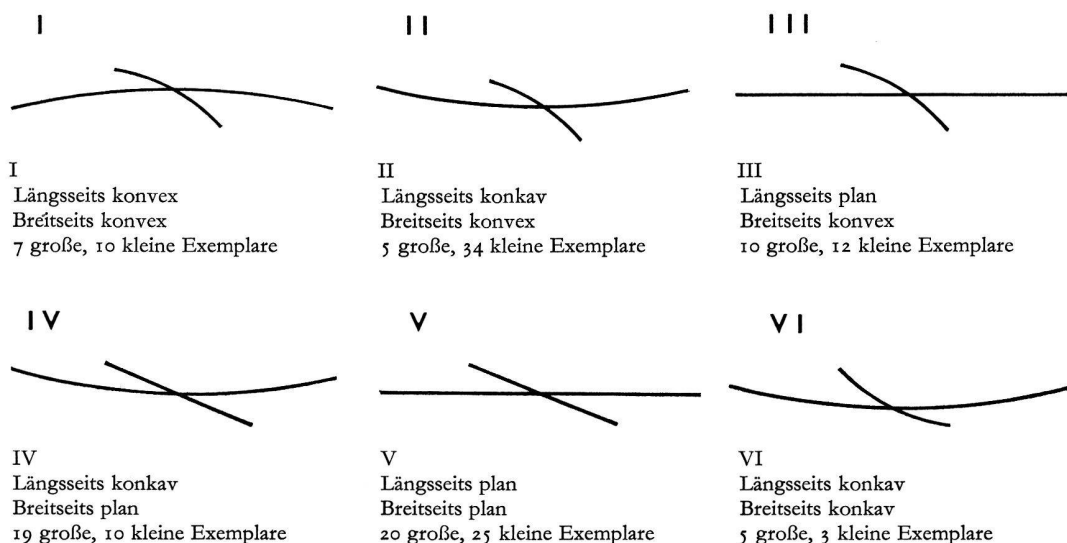 I
II
III
I
Längsseits konvex
Breitseits konvex
7 große, 10 kleine Exemplare
II
Längsseits konkav
Breitseits konvex
5 große, 34 kleine Exemplare
III
Längsseits plan
Breitseits konvex
10 große, 12 kleine Exemplare
IV
V
VI
IV
Längsseits konkav
Breitseits plan
19 große, 10 kleine Exemplare
V
Längsseits plan
Breitseits plan
20 große, 25 kleine Exemplare
VI
Längsseits konkav
Breitseits konkav
5 große, 3 kleine Exemplare